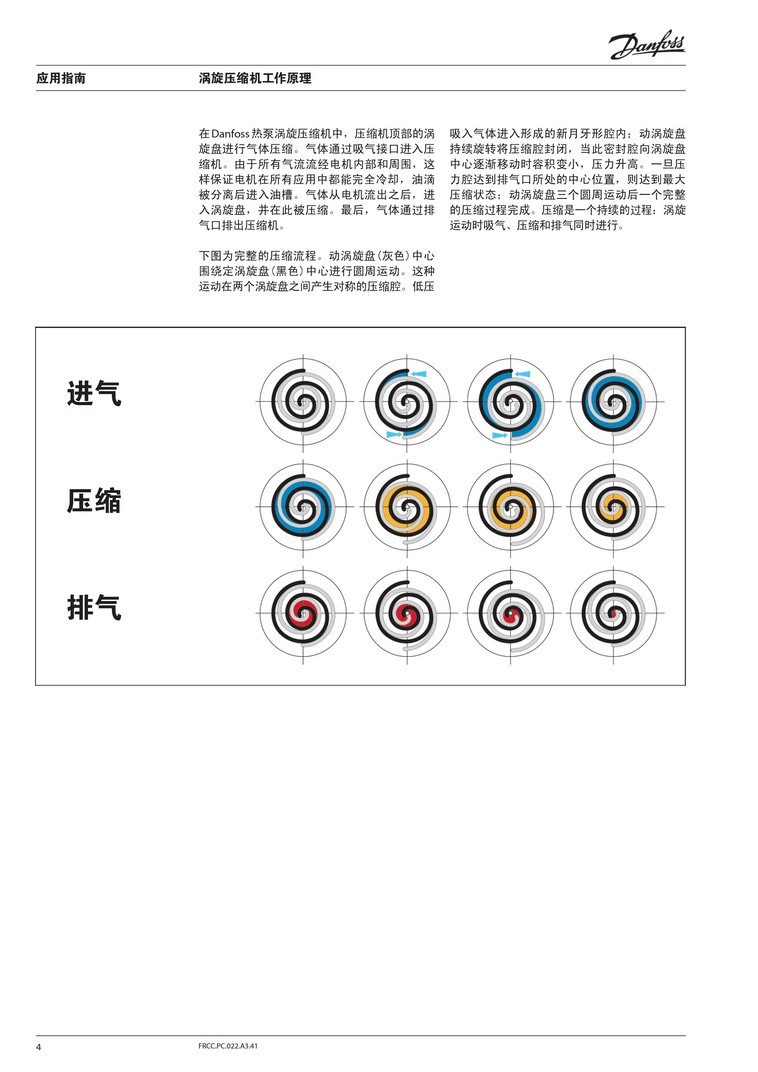 Danfoss
应用指南
涡旋压缩机工作原理
在Danfoss热泵涡旋压缩机中，压缩机顶部的涡
旋盘进行气体压缩。气体通过吸气接口进入压
缩机。由于所有气流流经电机内部和周围，这
样保证电机在所有应用中都能完全冷却，油滴
被分离后进入油槽。气体从电机流出之后，进
入涡旋盘，并在此被压缩。最后，气体通过排
气口排出压缩机。
下图为完整的压缩流程。动涡旋盘(灰色)中心
围绕定涡旋盘(黑色)中心进行圆周运动。这种
运动在两个涡旋盘之间产生对称的压缩腔。低压
吸入气体进入形成的新月牙形腔内；动涡旋盘
持续旋转将压缩腔封闭，当此密封腔向涡旋盘
中心逐渐移动时容积变小，压力升高。一旦压
力腔达到排气口所处的中心位置，则达到最大
压缩状态；动涡旋盘三个圆周运动后一个完整
的压缩过程完成。压缩是一个持续的过程：涡旋
运动时吸气、压缩和排气同时进行。
进气
压缩
排气
4
FRCC.PC.022.A3.41